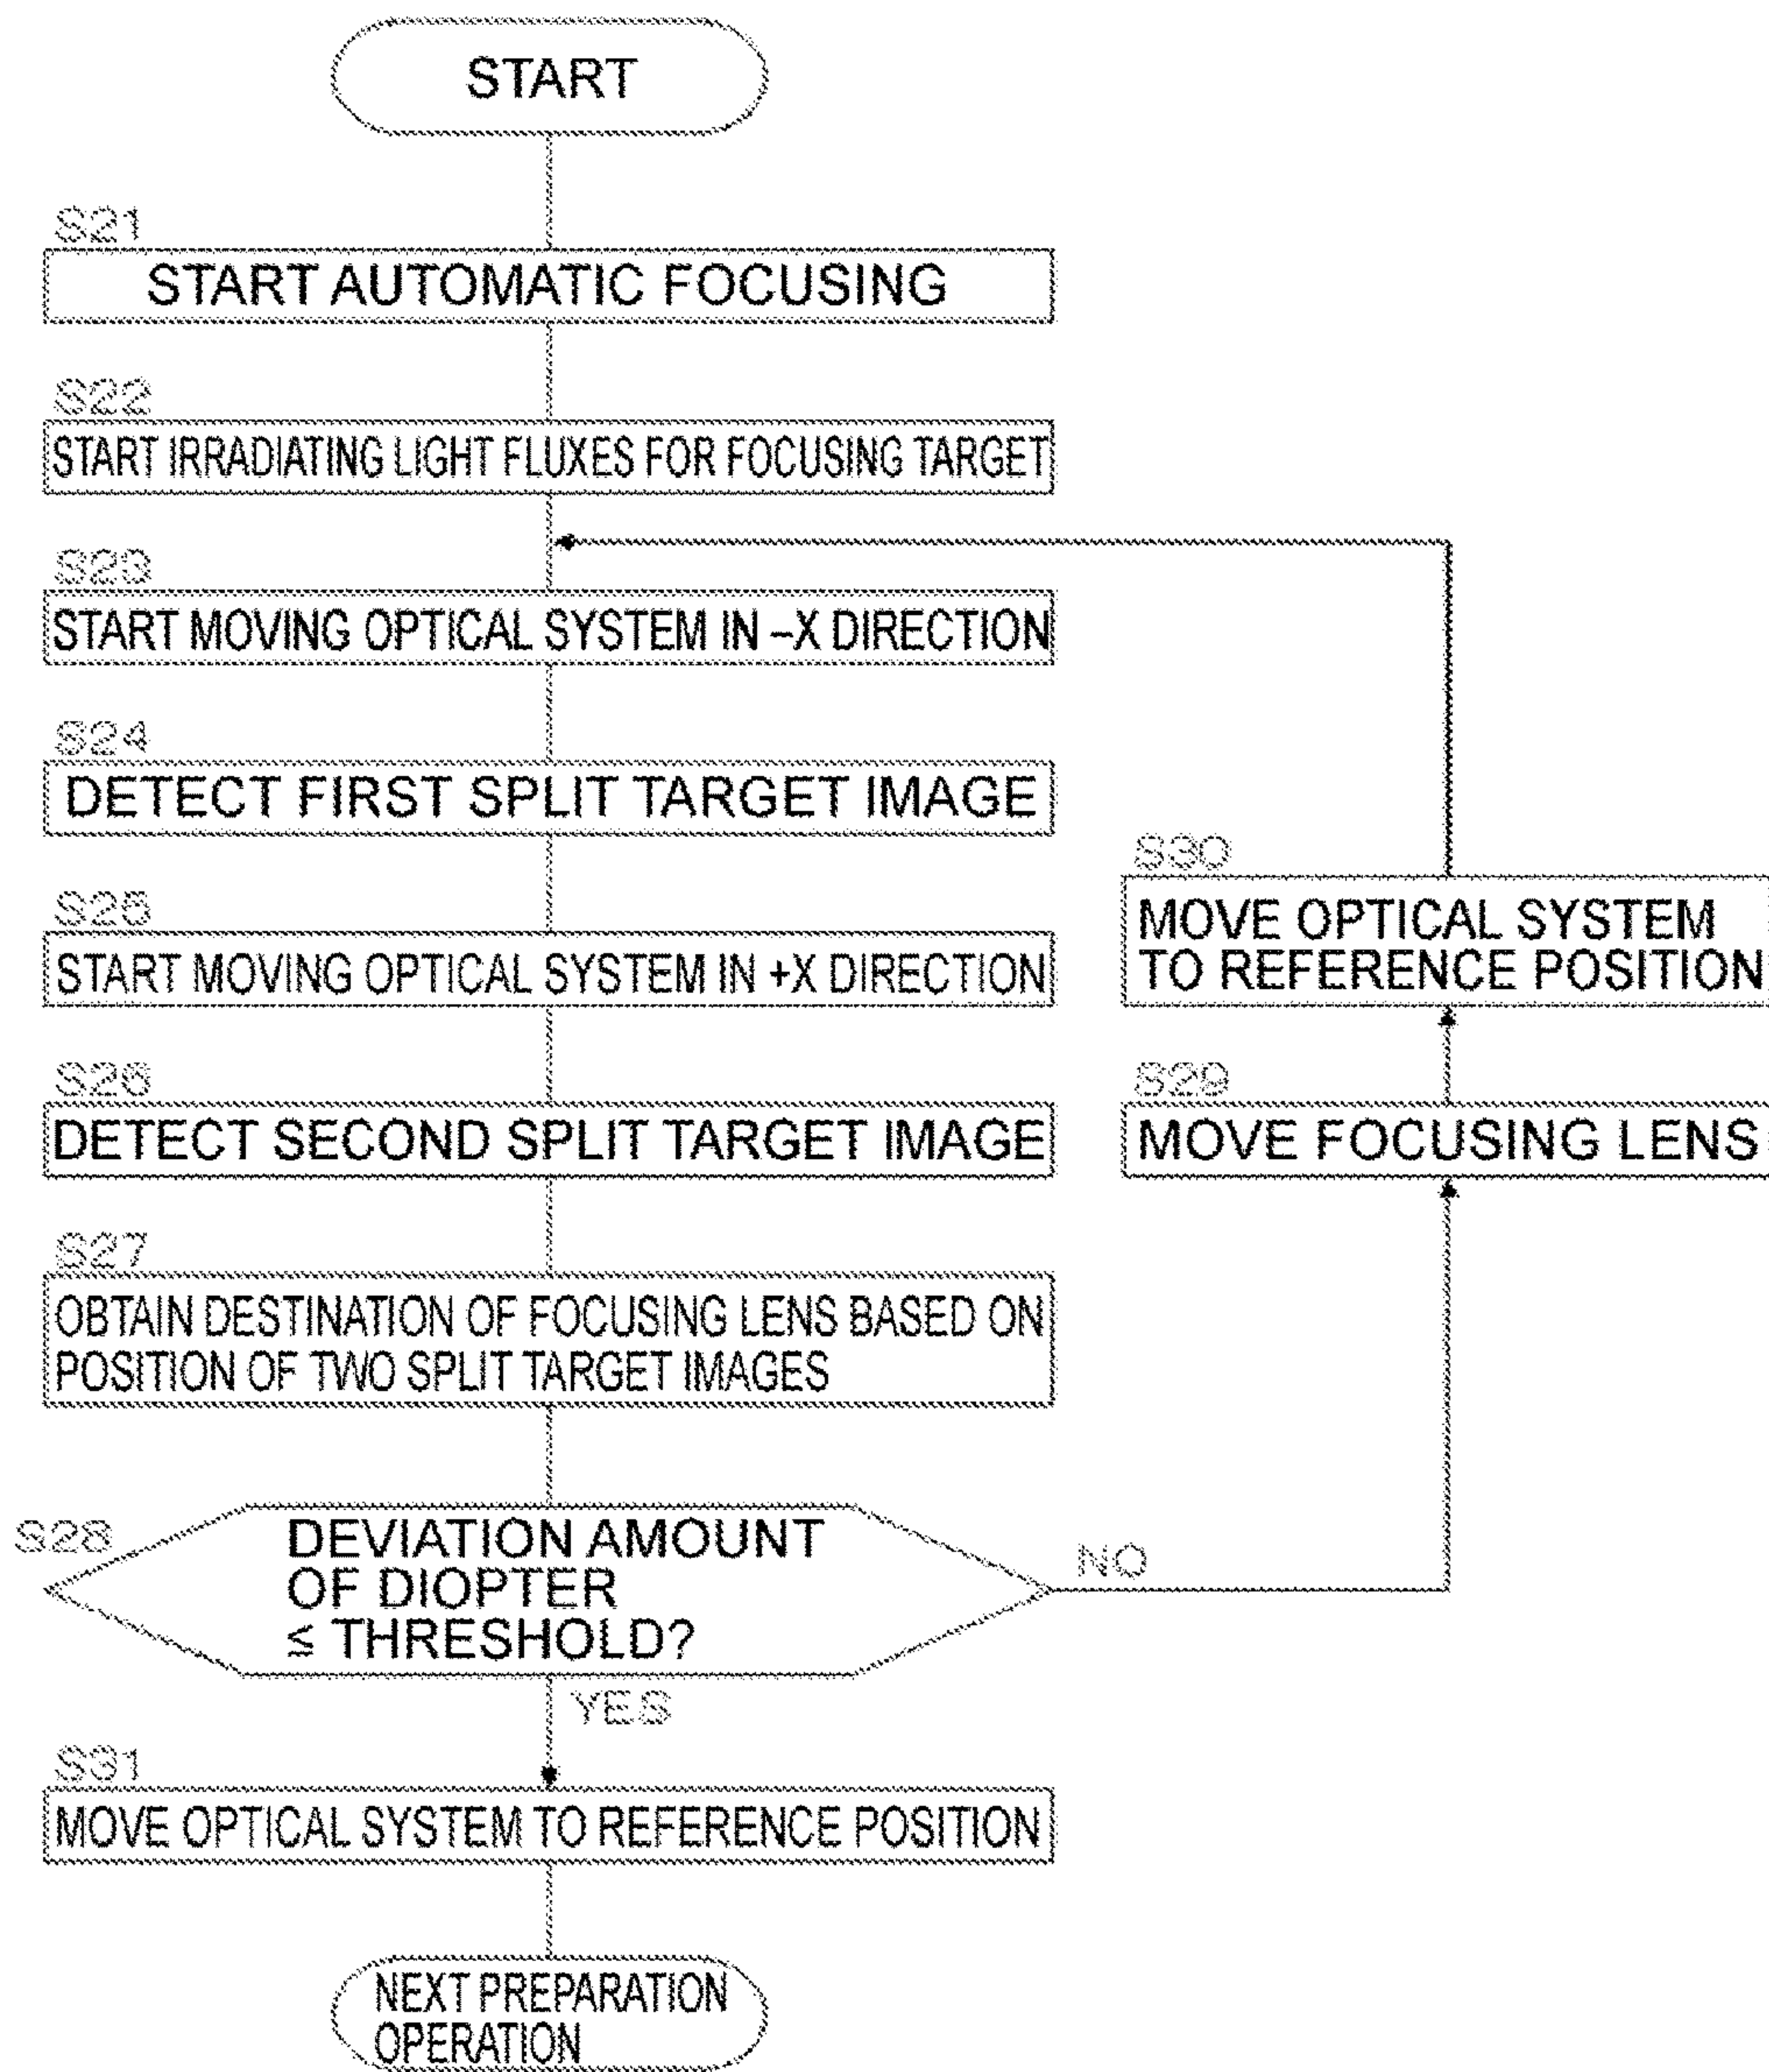 START
S21
START AUTOMATIC FOCUSING
S22
START IRRADIATING LIGHT FLUXES FOR FOCUSING TARGET
S23
START MOVING OPTICAL SYSTEM IN –X DIRECTION
S24
DETECT FIRST SPLIT TARGET IMAGE
S25
START MOVING OPTICAL SYSTEM IN +X DIRECTION
S26
DETECT SECOND SPLIT TARGET IMAGE
S27
OBTAIN DESTINATION OF FOCUSING LENS BASED ON
POSITION OF TWO SPLIT TARGET IMAGES
S28
DEVIATION AMOUNT
OF DIOPTER
≦ THRESHOLD?
NO
YES
S29
MOVE FOCUSING LENS
S30
MOVE OPTICAL SYSTEM
TO REFERENCE POSITION
S31
MOVE OPTICAL SYSTEM TO REFERENCE POSITION
NEXT PREPARATION
OPERATION